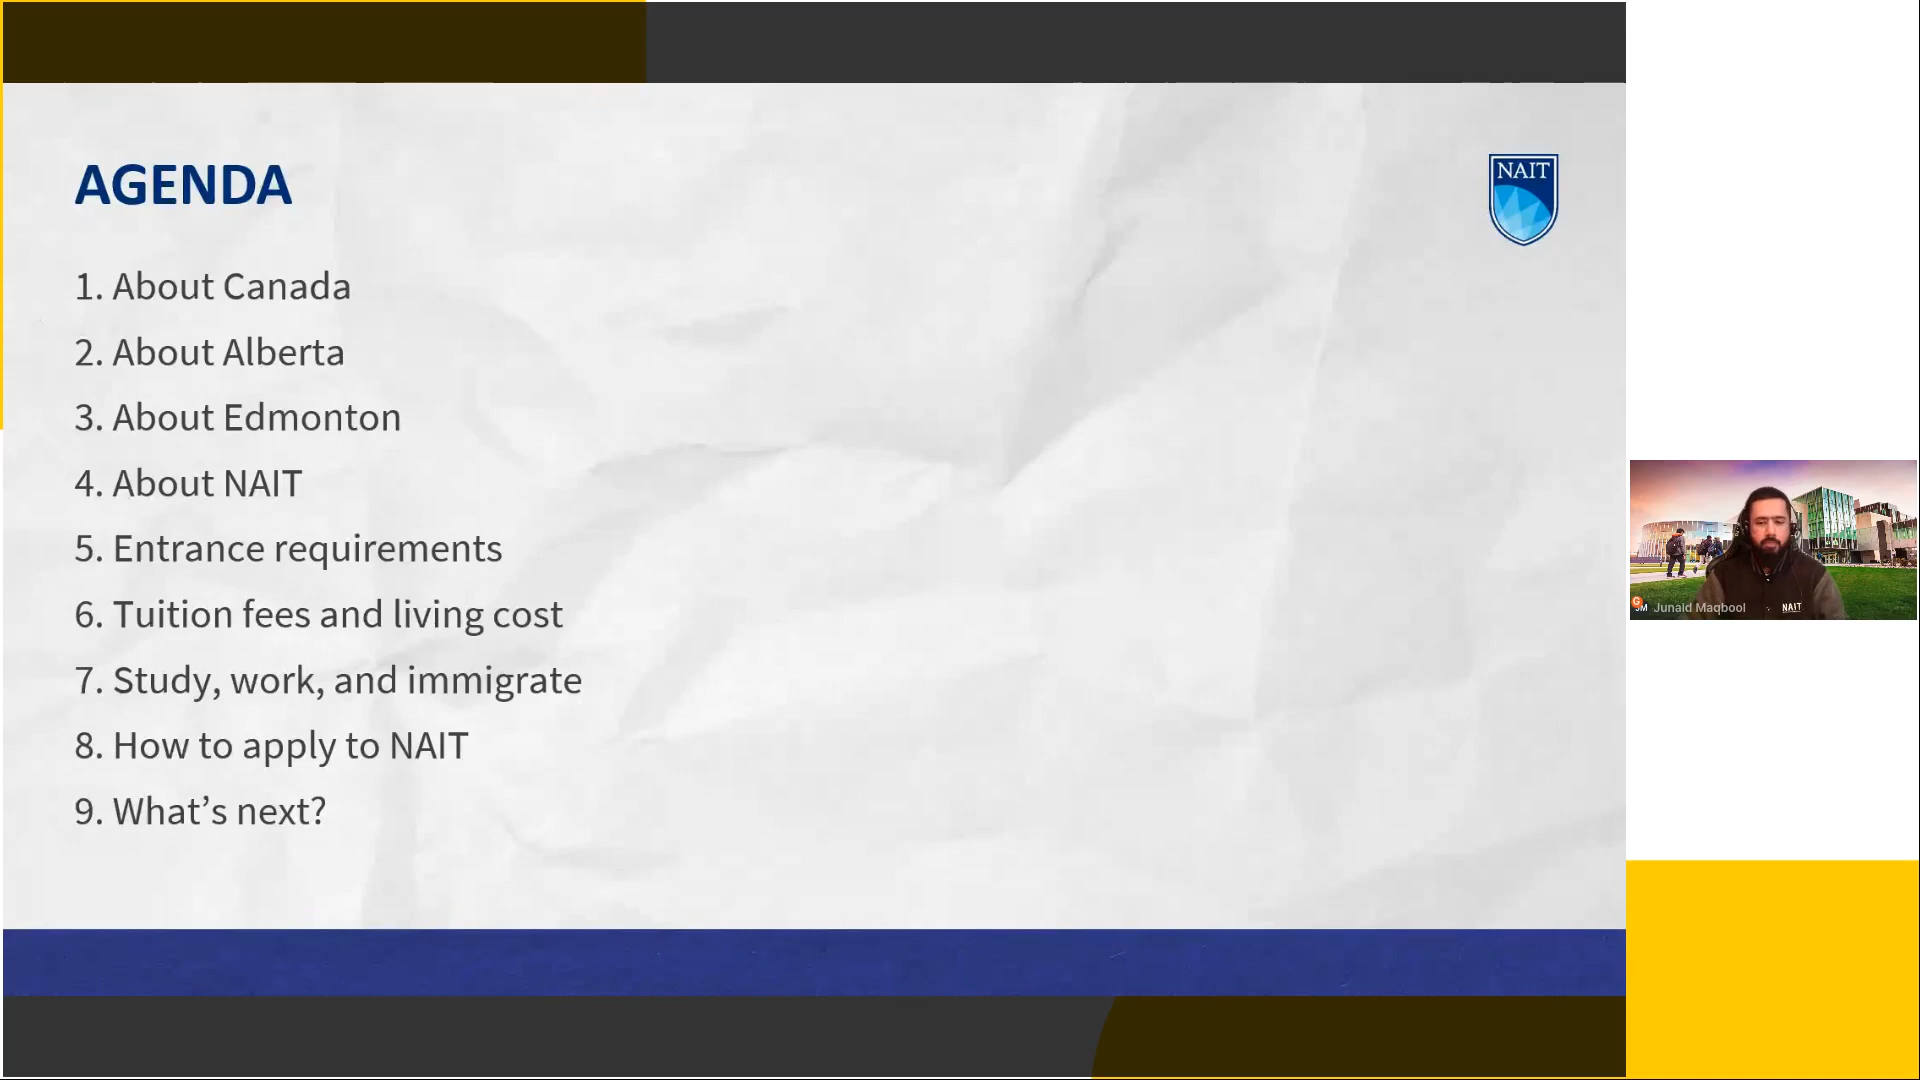 AGENDA
NAIT
1. About Canada
2. About Alberta
3. About Edmonton
4. About NAIT
5. Entrance requirements
6. Tuition fees and living cost
7. Study, work, and immigrate
8. How to apply to NAIT
9. What’s next?
G
JM Junaid Maqbool
NAIT